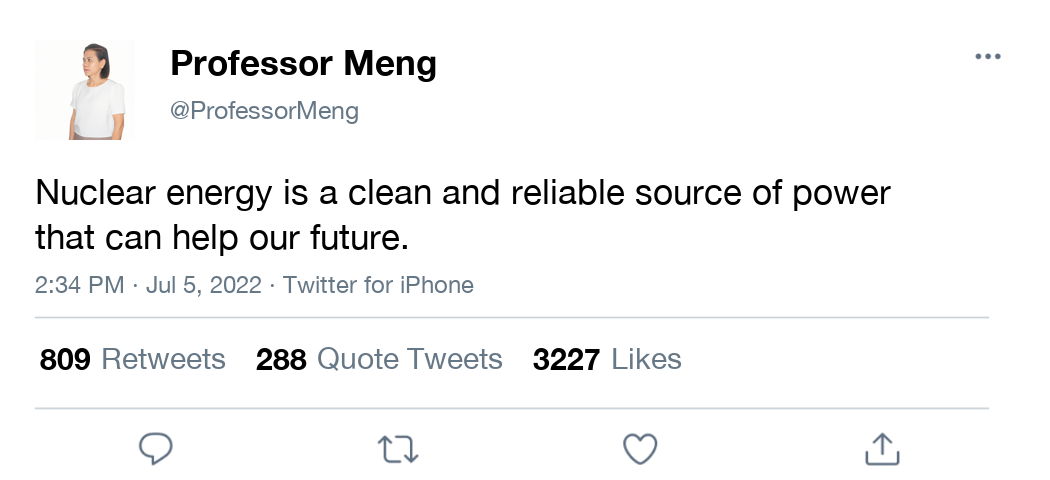 Professor Meng
@ProfessorMeng
Nuclear energy is a clean and reliable source of power
that can help our future.
2:34 PM · Jul 5, 2022 · Twitter for iPhone
809 Retweets 288 Quote Tweets 3227 Likes